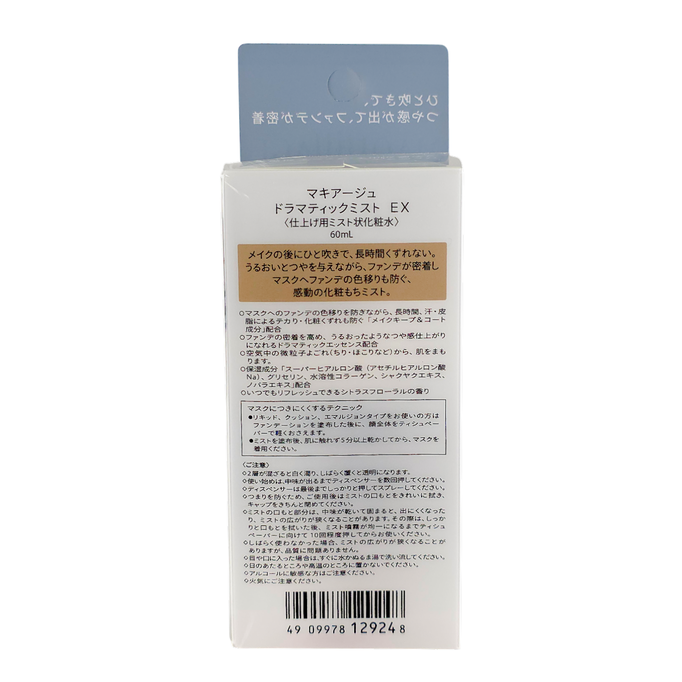 ひと吹きで、
つや感が出て、ファンデが密着
マキアージュ
ドラマティックミスト EX
〈仕上げ用ミスト状化粧水〉
60mL
メイクの後にひと吹きで、長時間くずれない。
うるおいとつやを与えながら、ファンデが密着し
マスクへファンデの色移りも防ぐ、
感動の化粧もちミスト。
○マスクへのファンデの色移りを防ぎながら、長時間、汗・皮
脂によるテカリ・化粧くずれも防ぐ「メイクキープ&コート
成分」配合
○ファンデの密着を高め、うるおったようなつや感仕上がり
になれるドラマティックエッセンス配合
○空気中の微粒子よごれ(ちり・ほこりなど)から、肌をまも
ります。
○保湿成分「スーパーヒアルロン酸(アセチルヒアルロン酸
Na)、グリセリン、水溶性コラーゲン、シャクヤクエキス、
ノバラエキス」配合
○いつでもリフレッシュできるシトラスフローラルの香り
マスクにつきにくくするテクニック
●リキッド、クッション、エマルジョンタイプをお使いの方は
ファンデーションを塗布した後に、顔全体をティッシュペー
パーで軽くおさえます。
●ミストを塗布後、肌に触れず5分以上乾かしてから、マスクを
着用ください。
〈ご注意〉
◇2層が混ざると白く濁り、しばらく置くと透明になります。
◇使い始めは、中味が出るまでディスペンサーを数回押してください。
◇ディスペンサーは最後までしっかりと押してスプレーしてください。
◇つまりを防ぐため、ご使用後はミストの口もとをきれいに拭き、
キャップをきちんと閉めてください。
◇ミストの口もと部分は、中味が乾いて固まると、出にくくなった
り、ミストの広がりが狭くなることがあります。その際は、しっか
りと口もとを拭いた後、ミスト噴霧が均一になるまでティシュ
ペーパーに向けて10回程度押してからお使いください。
◇しばらく使わなかった場合、ミストの広がりが狭くなることが
ありますが、品質に問題ありません。
◇目や口に入った場合は、すぐに水かぬるま湯で洗い流してください。
◇日のあたるところや高温のところに置かないでください。
◇アルコールに敏感な方はご注意ください。
◇火気にご注意ください。
49 09978 129248